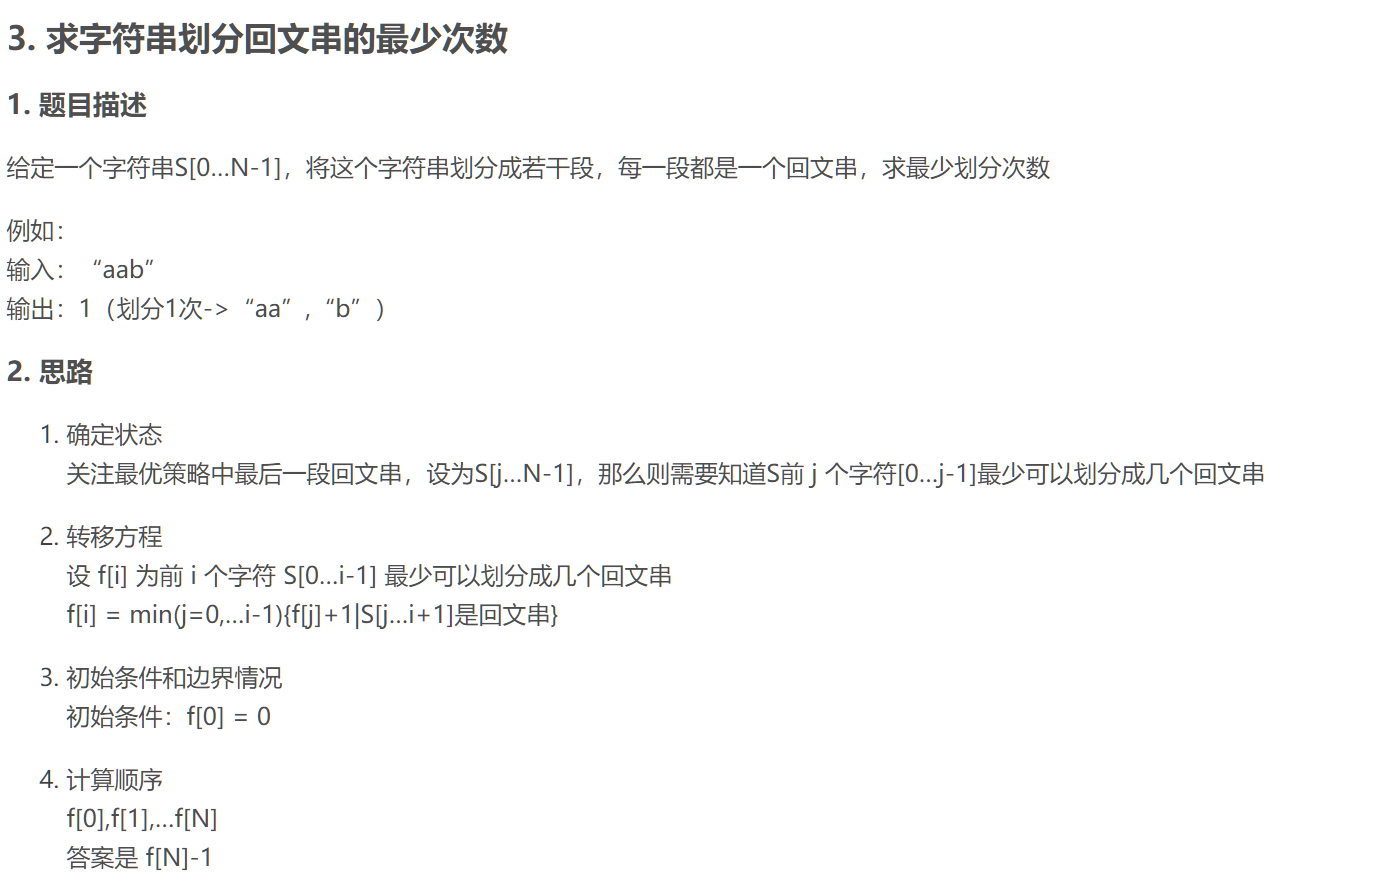 3. 求字符串划分回文串的最少次数
1. 题目描述
给定一个字符串S[0...N-1]，将这个字符串划分成若干段，每一段都是一个回文串，求最少划分次数
例如：
输入： “aab”
输出：1（划分1次->“aa”,“b”）
2. 思路
1. 确定状态
关注最优策略中最后一段回文串，设为S[j...N-1]，那么则需要知道S前 j 个字符[0...j-1]最少可以划分成几个回文串
2. 转移方程
设 f[i] 为前 i 个字符 S[0...i-1] 最少可以划分成几个回文串
f[i] = min(j=0,...i-1){f[j]+1|S[j...i+1]是回文串}
3. 初始条件和边界情况
初始条件：f[0] = 0
4. 计算顺序
f[0],f[1],...f[N]
答案是 f[N]-1